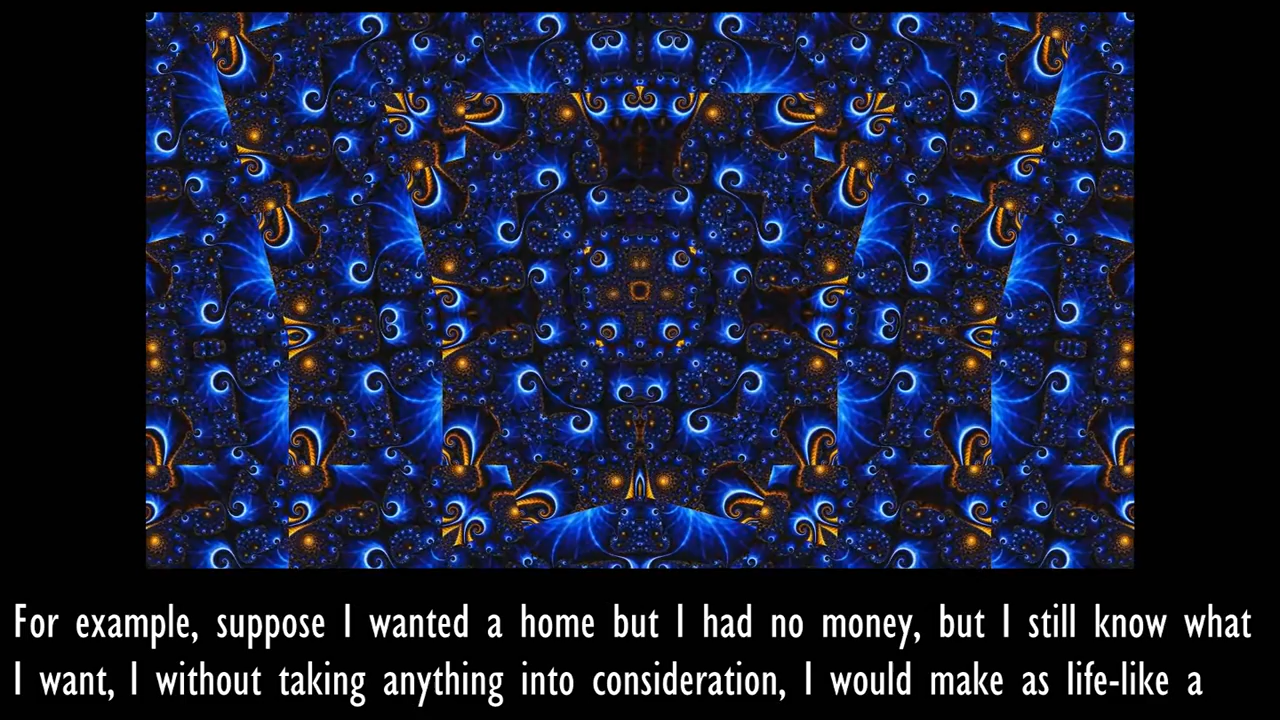 For example, suppose I wanted a home but I had no money, but I still know what
I want, I without taking anything into consideration, I would make as life-like a